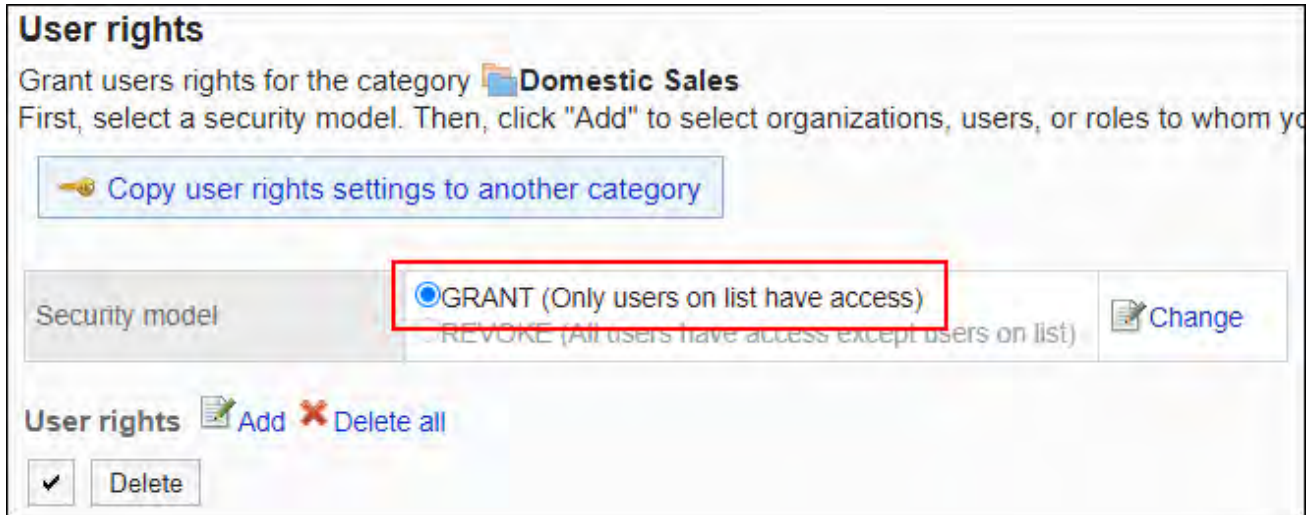 User rights
Grant users rights for the category Domestic Sales
First, select a security model. Then, click "Add" to select organizations, users, or roles to whom yo
Copy user rights settings to another category
Security model
GRANT (Only users on list have access)
REVOKE (All users have access except users on list)
Change
User rights Add Delete all
Delete